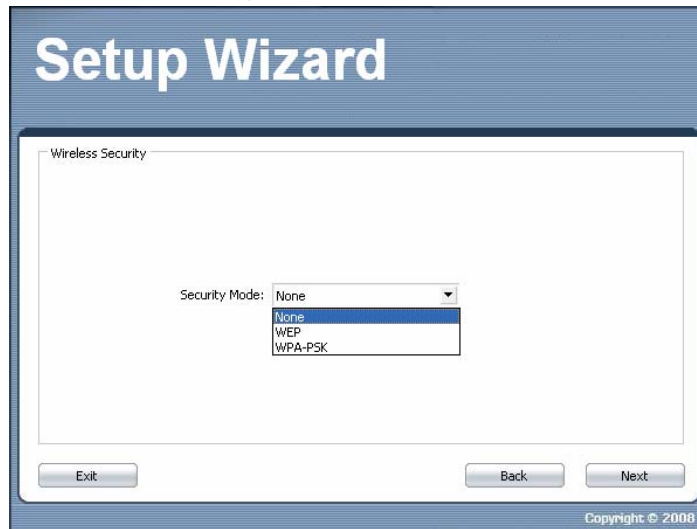 Setup Wizard
Wireless Security
Security Mode: None
None
WEP
WPA-PSK
Exit Back Next
Copyright © 2008